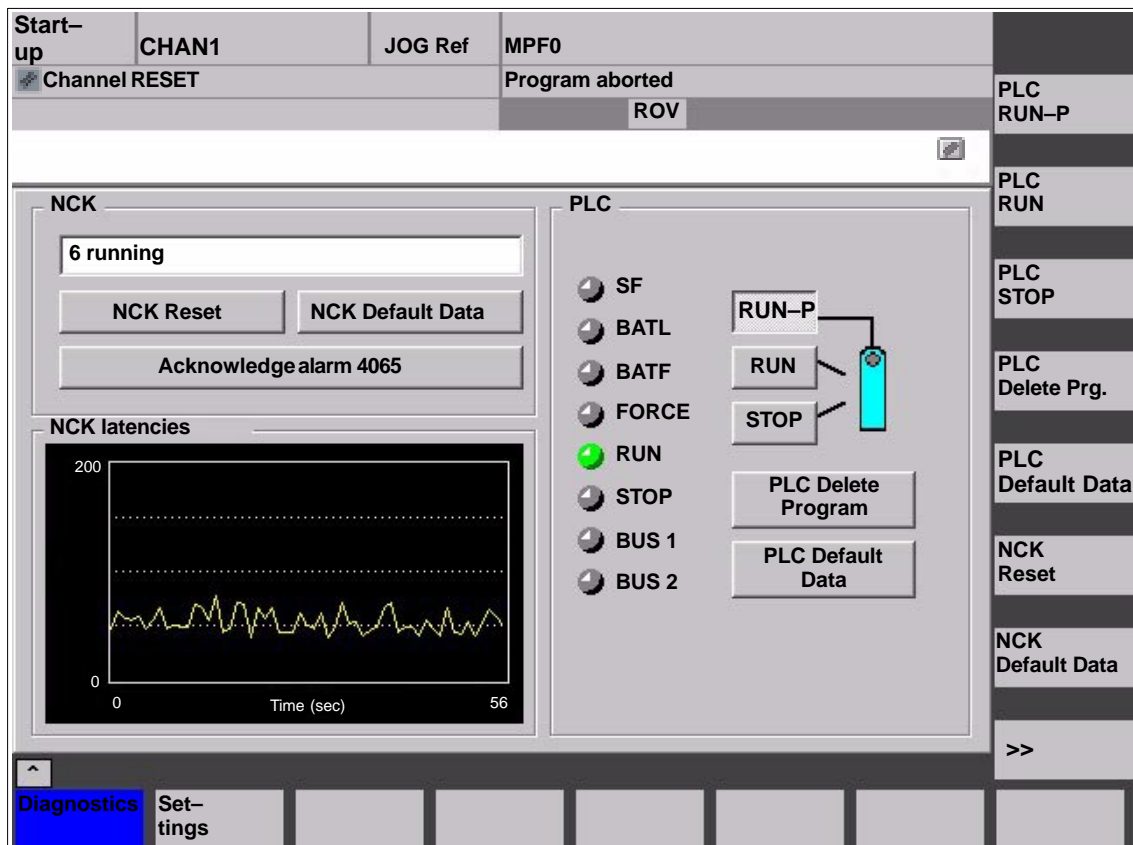 Start–
up
CHAN1
JOG Ref
MPF0
Channel RESET
Program aborted
ROV
NCK
6 running
NCK Reset
NCK Default Data
Acknowledge alarm 4065
NCK latencies
200
0
0
Time (sec)
56
PLC
SF
BATL
BATF
FORCE
RUN
STOP
BUS 1
BUS 2
RUN–P
RUN
STOP
PLC Delete
Program
PLC Default
Data
PLC
RUN–P
PLC
RUN
PLC
STOP
PLC
Delete Prg.
PLC
Default Data
NCK
Reset
NCK
Default Data
>>
^
Diagnostics
Set–
tings